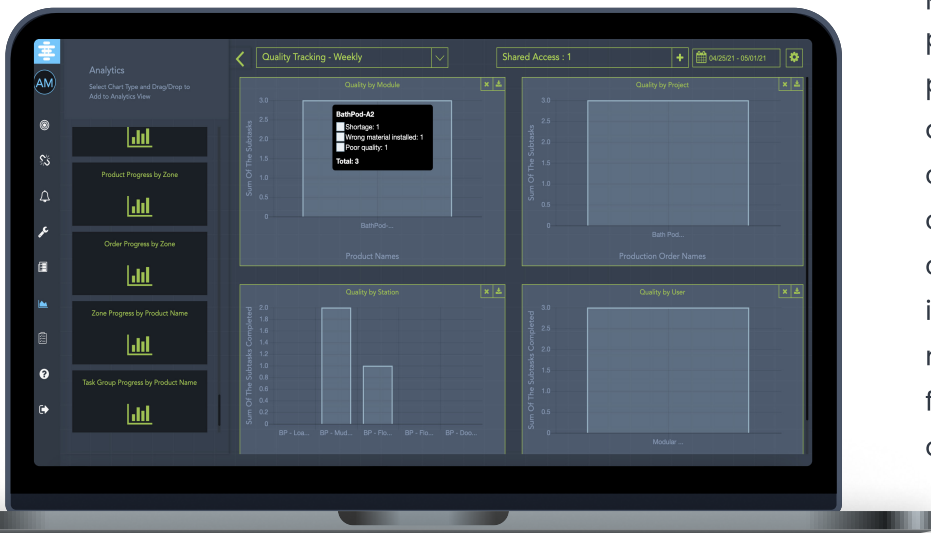 AM
Analytics
Select Chart Type and Drag/Drop to
Add to Analytics View
Product Progress by Zone
Order Progress by Zone
Zone Progress by Product Name
Task Group Progress by Product Name
Quality Tracking - Weekly
Shared Access : 1
+
04/25/21 - 05/01/21
Quality by Module
Sum Of The Subtasks
3.0
2.5
2.0
1.5
1.0
0.5
0
BathPod-A2
Shortage: 1
Wrong material installed: 1
Poor quality: 1
Total: 3
BathPod-...
Product Names
Quality by Project
Sum Of The Subtasks
3.0
2.5
2.0
1.5
1.0
0.5
0
Bath Pod...
Production Order Names
Quality by Station
Sum Of The Subtasks Completed
2.0
1.8
1.6
1.4
1.2
1.0
0.8
0.6
0.4
0.2
0
BP - Loa... BP - Mud... BP - Flo... BP - Flo... BP - Doo...
Quality by User
Sum Of The Subtasks Completed
3.0
2.5
2.0
1.5
1.0
0.5
0
Modular ...